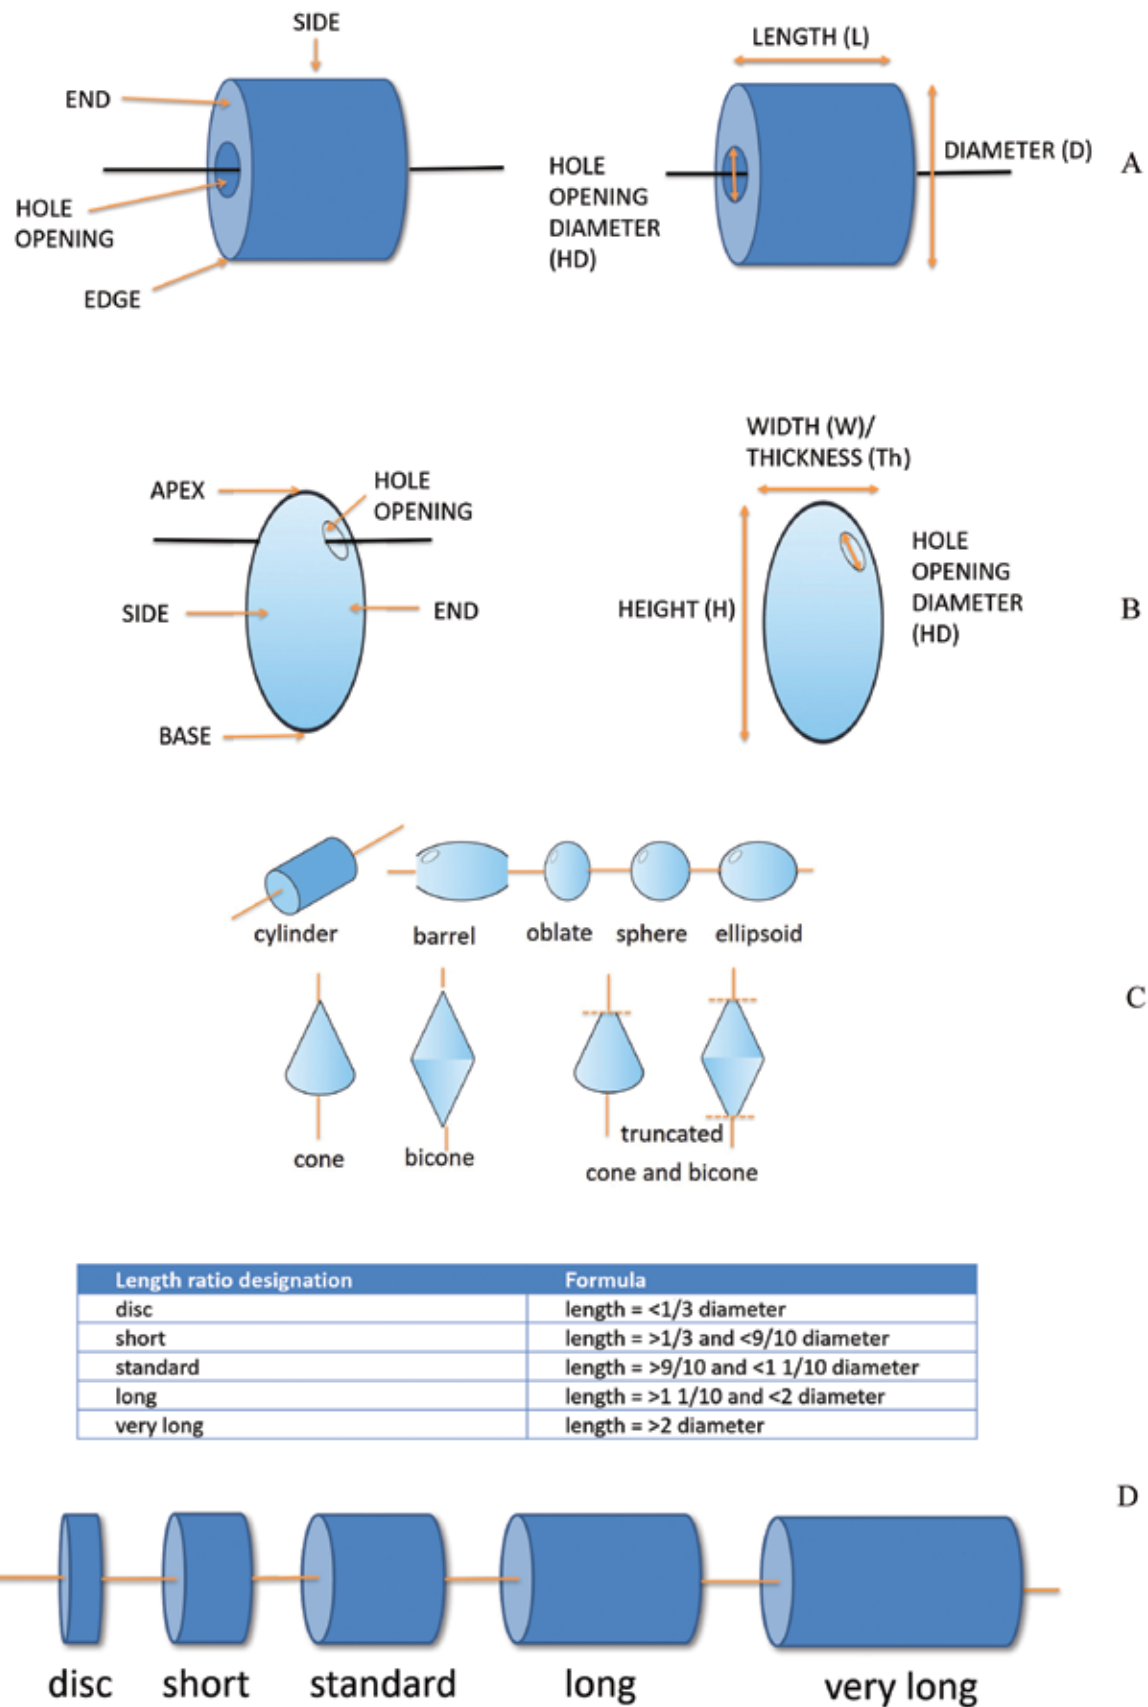 SIDE
END
HOLE
OPENING
EDGE
LENGTH (L)
DIAMETER (D)
HOLE
OPENING
DIAMETER
(HD)
A
APEX
HOLE
OPENING
SIDE
END
BASE
WIDTH (W)/
THICKNESS (Th)
HEIGHT (H)
HOLE
OPENING
DIAMETER
(HD)
B
cylinder
barrel
oblate
sphere
ellipsoid
C
cone
bicone
truncated
cone and bicone
Length ratio designation Formula
disc length = <1/3 diameter
short length = >1/3 and <9/10 diameter
standard length = >9/10 and <1 1/10 diameter
long length = >1 1/10 and <2 diameter
very long length = >2 diameter
D
disc
short
standard
long
very long